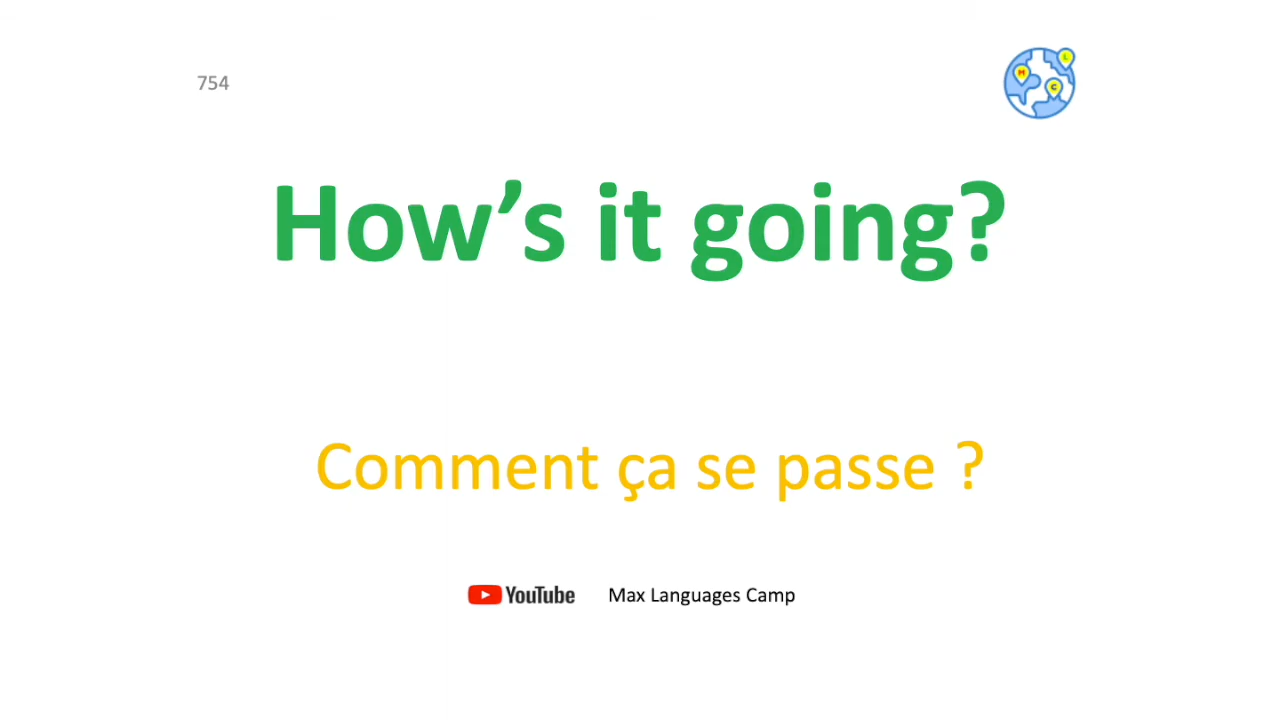 754
M
L
C
How’s it going?
Comment ça se passe ?
YouTube Max Languages Camp